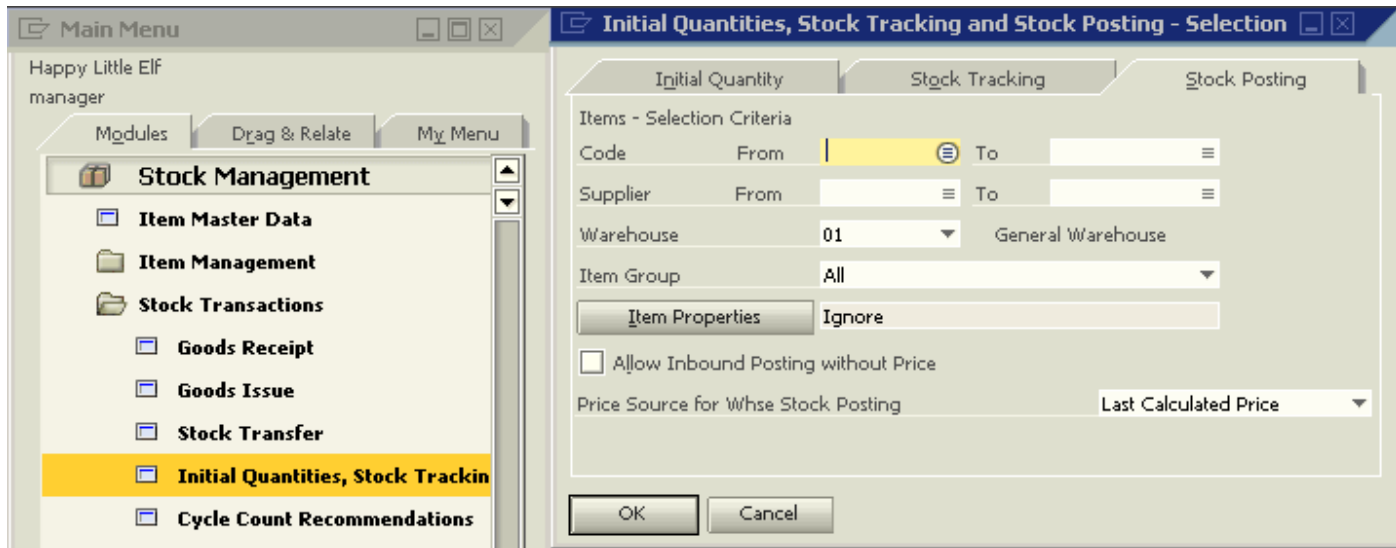 Main Menu
Happy Little Elf
manager
Modules Drag & Relate My Menu
Stock Management
Item Master Data
Item Management
Stock Transactions
Goods Receipt
Goods Issue
Stock Transfer
Initial Quantities, Stock Trackin
Cycle Count Recommendations
Initial Quantities, Stock Tracking and Stock Posting - Selection
Initial Quantity Stock Tracking Stock Posting
Items - Selection Criteria
Code From To
Supplier From To
Warehouse 01 General Warehouse
Item Group All
Item Properties Ignore
Allow Inbound Posting without Price
Price Source for Whse Stock Posting Last Calculated Price
OK Cancel